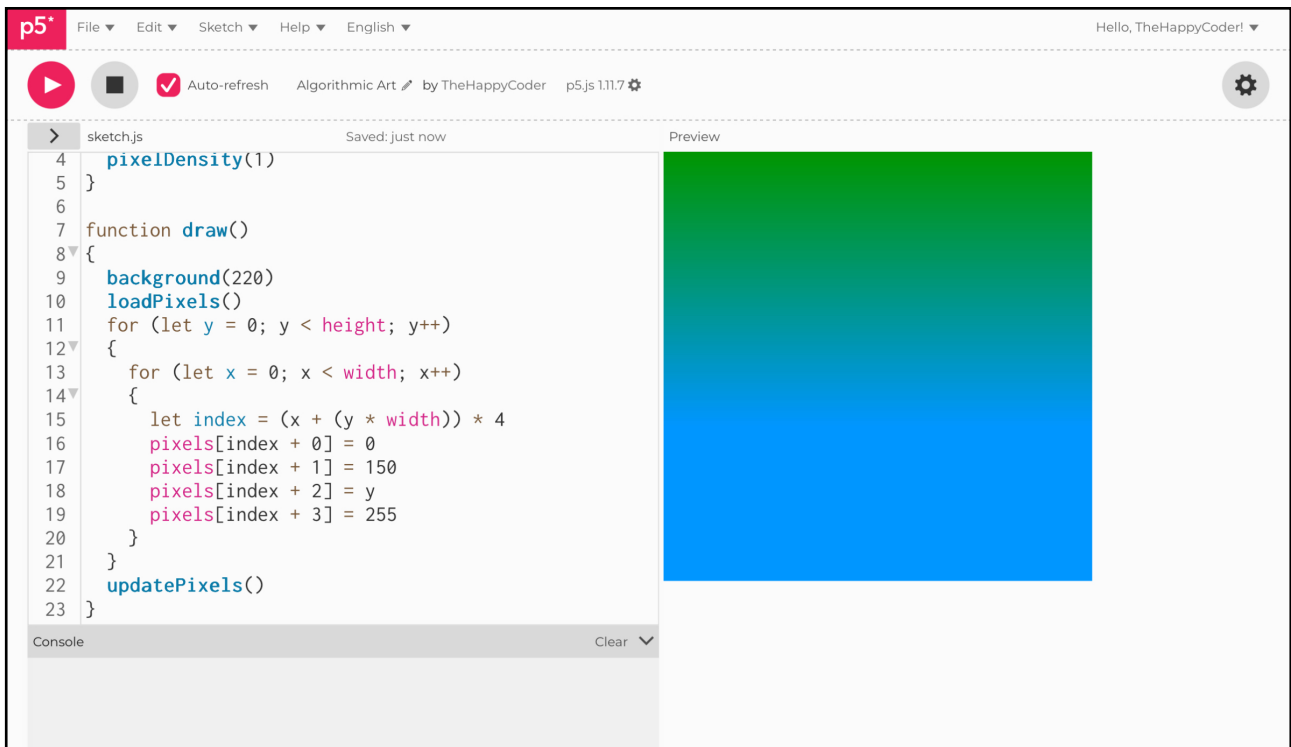 p5* File Edit Sketch Help English Hello, TheHappyCoder!
Auto-refresh Algorithmic Art by TheHappyCoder p5.js 1.11.7
> sketch.js Saved: just now Preview
4 pixelDensity(1)
5 }
6
7 function draw()
8 {
9 background(220)
10 loadPixels()
11 for (let y = 0; y < height; y++)
12 {
13 for (let x = 0; x < width; x++)
14 {
15 let index = (x + (y * width)) * 4
16 pixels[index + 0] = 0
17 pixels[index + 1] = 150
18 pixels[index + 2] = y
19 pixels[index + 3] = 255
20 }
21 }
22 updatePixels()
23 }
Console Clear